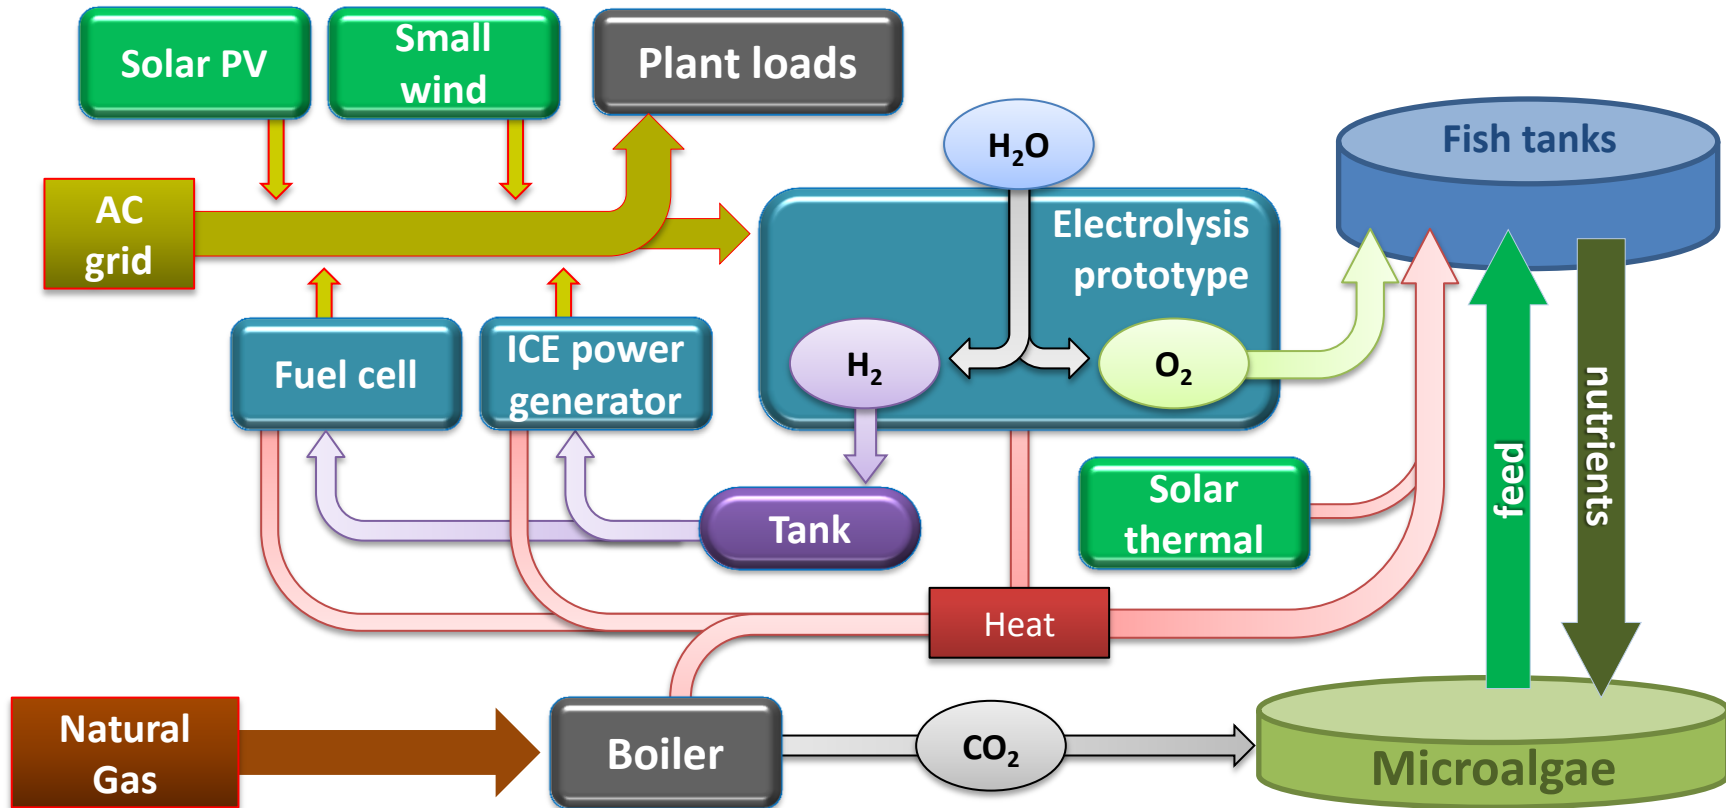 Solar PV
Small
wind
Plant loads
H₂O
Fish tanks
AC
grid
Electrolysis
prototype
Fuel cell
ICE power
generator
H₂
O₂
Tank
Solar
thermal
feed
nutrients
Heat
Natural
Gas
Boiler
CO₂
Microalgae